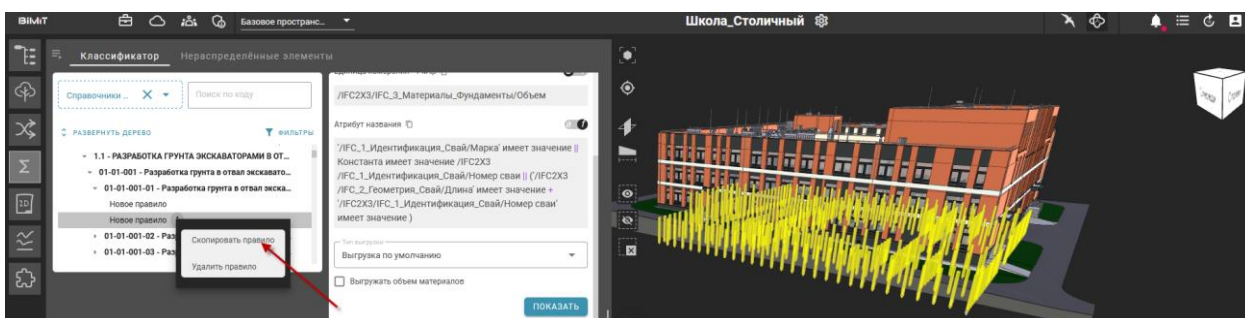 BIMIT
Базовое пространс...
Школа_Столичный
Классификатор
Нераспределённые элементы
Справочники ...
Поиск по коду
РАЗВЕРНУТЬ ДЕРЕВО
ФИЛЬТРЫ
1.1 - РАЗРАБОТКА ГРУНТА ЭКСКАВАТОРАМИ В ОТ...
01-01-001 - Разработка грунта в отвал экскавато...
01-01-001-01 - Разработка грунта в отвал экска...
Новое правило
Новое правило
01-01-001-02 - Раз
01-01-001-03 - Раз
Скопировать правило
Удалить правило
/IFC2X3/IFC_3_Материалы_Фундаменты/Объем
Атрибут названия
'/IFC_1_Идентификация_Свай/Марка' имеет значение ||
Константа имеет значение /IFC2X3
/IFC_1_Идентификация_Свай/Номер сваи || ('/IFC2X3
/IFC_2_Геометрия_Свай/Длина' имеет значение +
'/IFC2X3/IFC_1_Идентификация_Свай/Номер сваи'
имеет значение )
Тип выгрузки
Выгрузка по умолчанию
Выгружать объем материалов
ПОКАЗАТЬ
2D